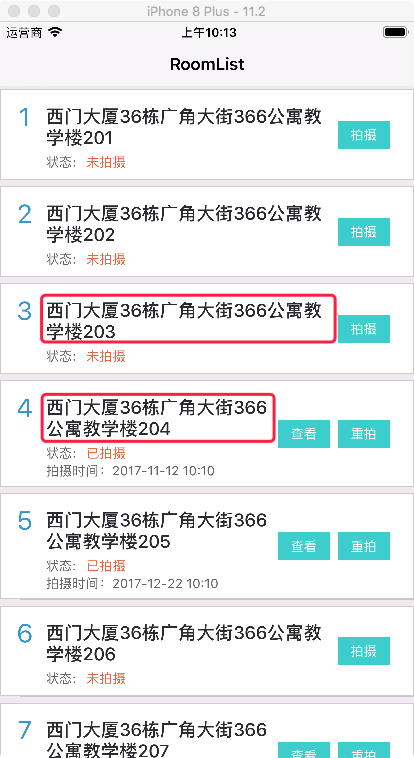 iPhone 8 Plus - 11.2
运营商 上午10:13
RoomList
1 西门大厦36栋广角大街366公寓教
学楼201
拍摄
状态： 未拍摄
2 西门大厦36栋广角大街366公寓教
学楼202
拍摄
状态： 未拍摄
3 西门大厦36栋广角大街366公寓教
学楼203
拍摄
状态： 未拍摄
4 西门大厦36栋广角大街366
公寓教学楼204
查看 重拍
状态： 已拍摄
拍摄时间：2017-11-12 10:10
5 西门大厦36栋广角大街366
公寓教学楼205
查看 重拍
状态： 已拍摄
拍摄时间：2017-12-22 10:10
6 西门大厦36栋广角大街366公寓教
学楼206
拍摄
状态： 未拍摄
7 西门大厦36栋广角大街366
公寓教学楼207
查看 重拍